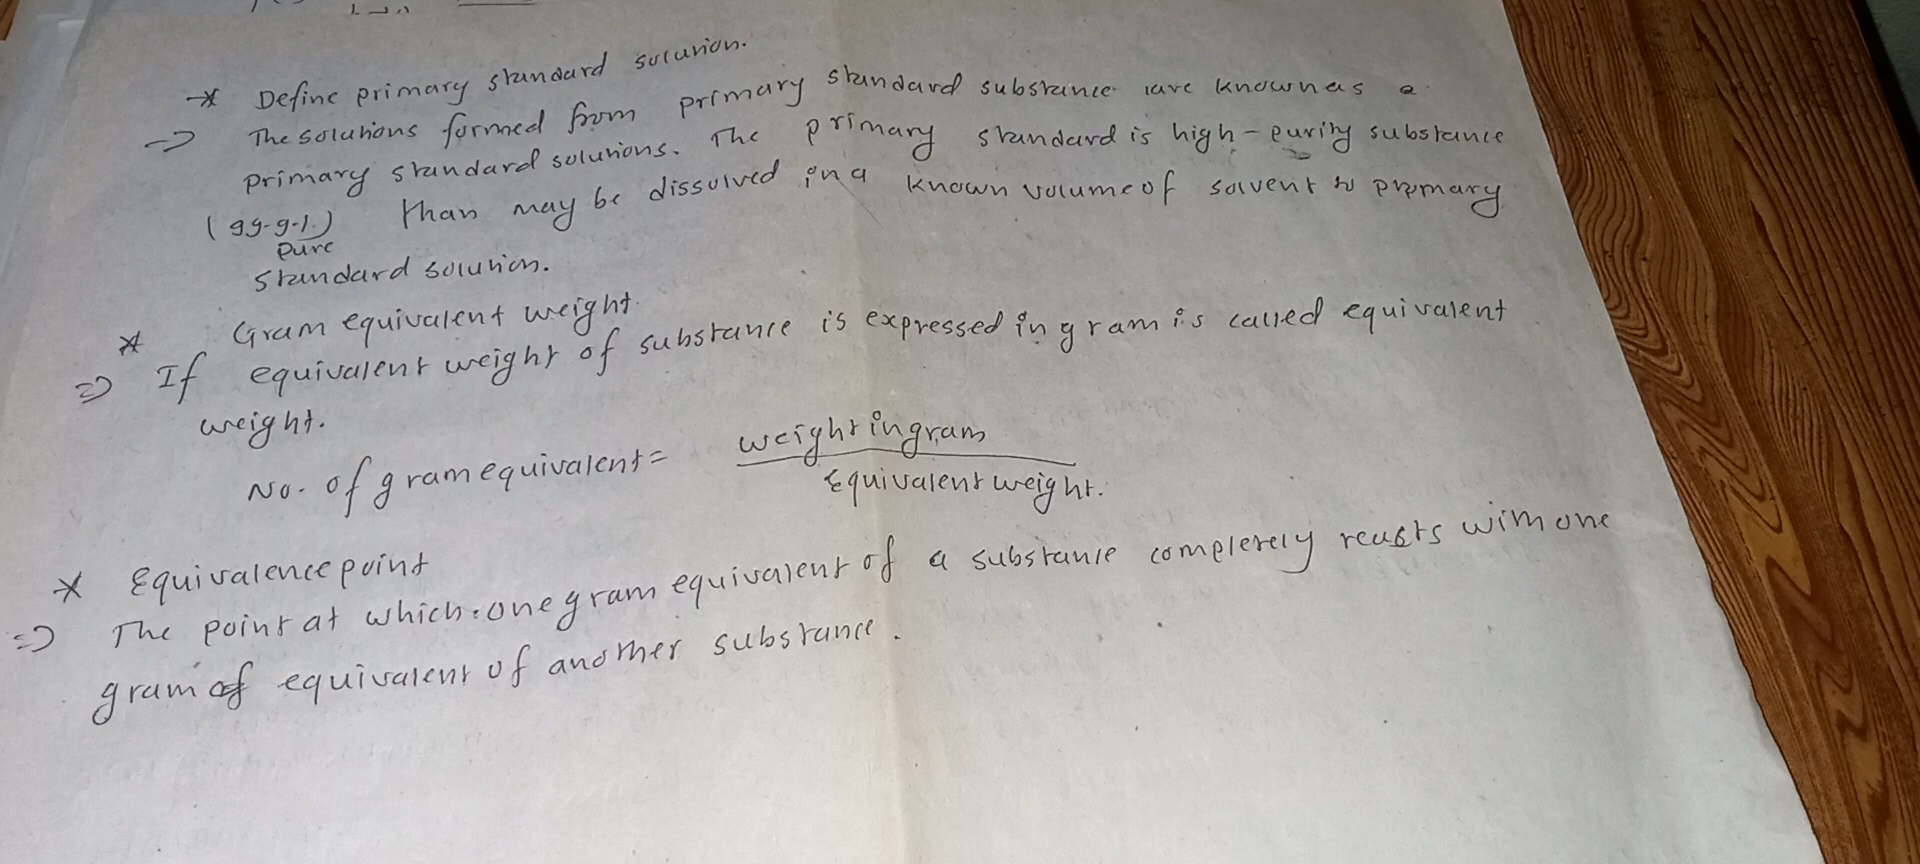 * Define primary standard solution.
=> The solutions formed from primary standard substance are known as a
primary standard solutions. The primary standard is high-purity substance
(99.9%) than may be dissolved in a known volume of solvent to primary
pure
standard solution.
* Gram equivalent weight.
=> If equivalent weight of substance is expressed in gram is called equivalent
weight.
No. of gram equivalent = weight in gram
Equivalent weight.
* Equivalence point
=> The point at which one gram equivalent of a substance completely reacts with one
gram of equivalent of another substance.